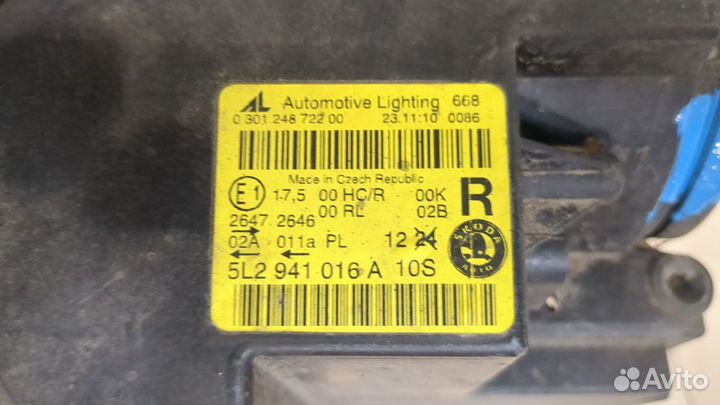 AL Automotive Lighting 668
0 301 248 722 00 23.11.10 0086
Made in Czech Republic
E1 17,5 00 HC/R 00K R
00 RL 02B
2647 2646
02A 011a PL 12 24
5L2 941 016 A 10S
SKODA
AUTO
Avito